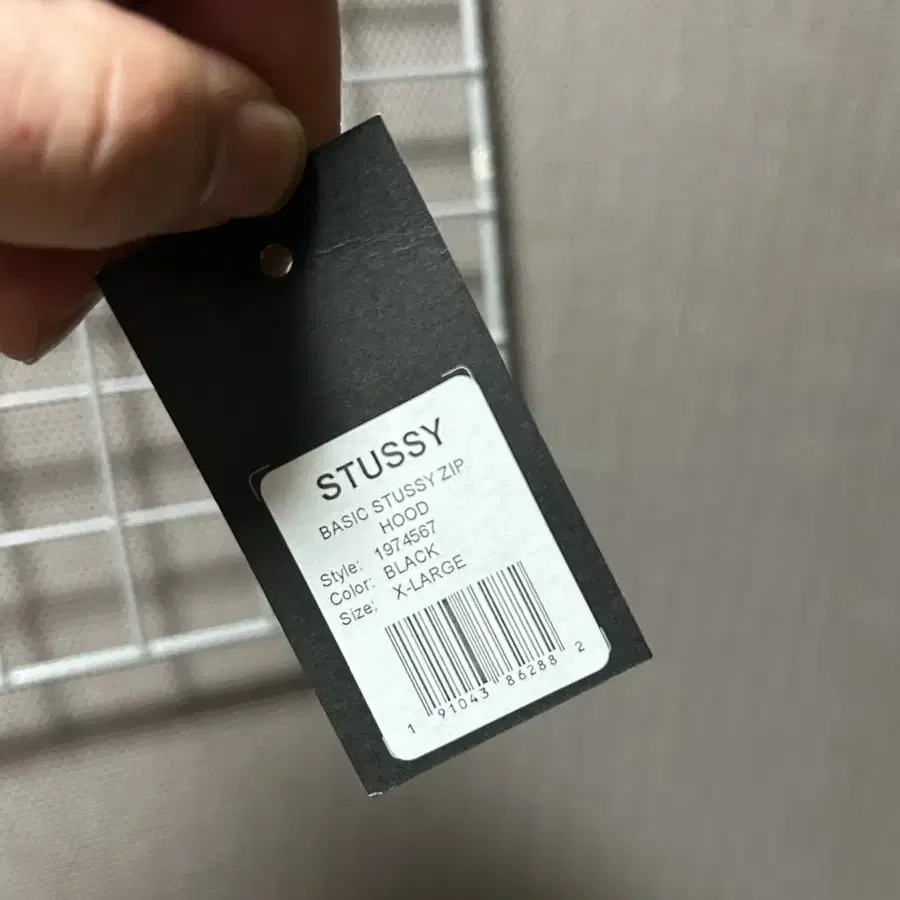 STUSSY
BASIC STUSSY ZIP
HOOD
Style: 1974567
Color: BLACK
Size: X-LARGE
1 91043 86288 2